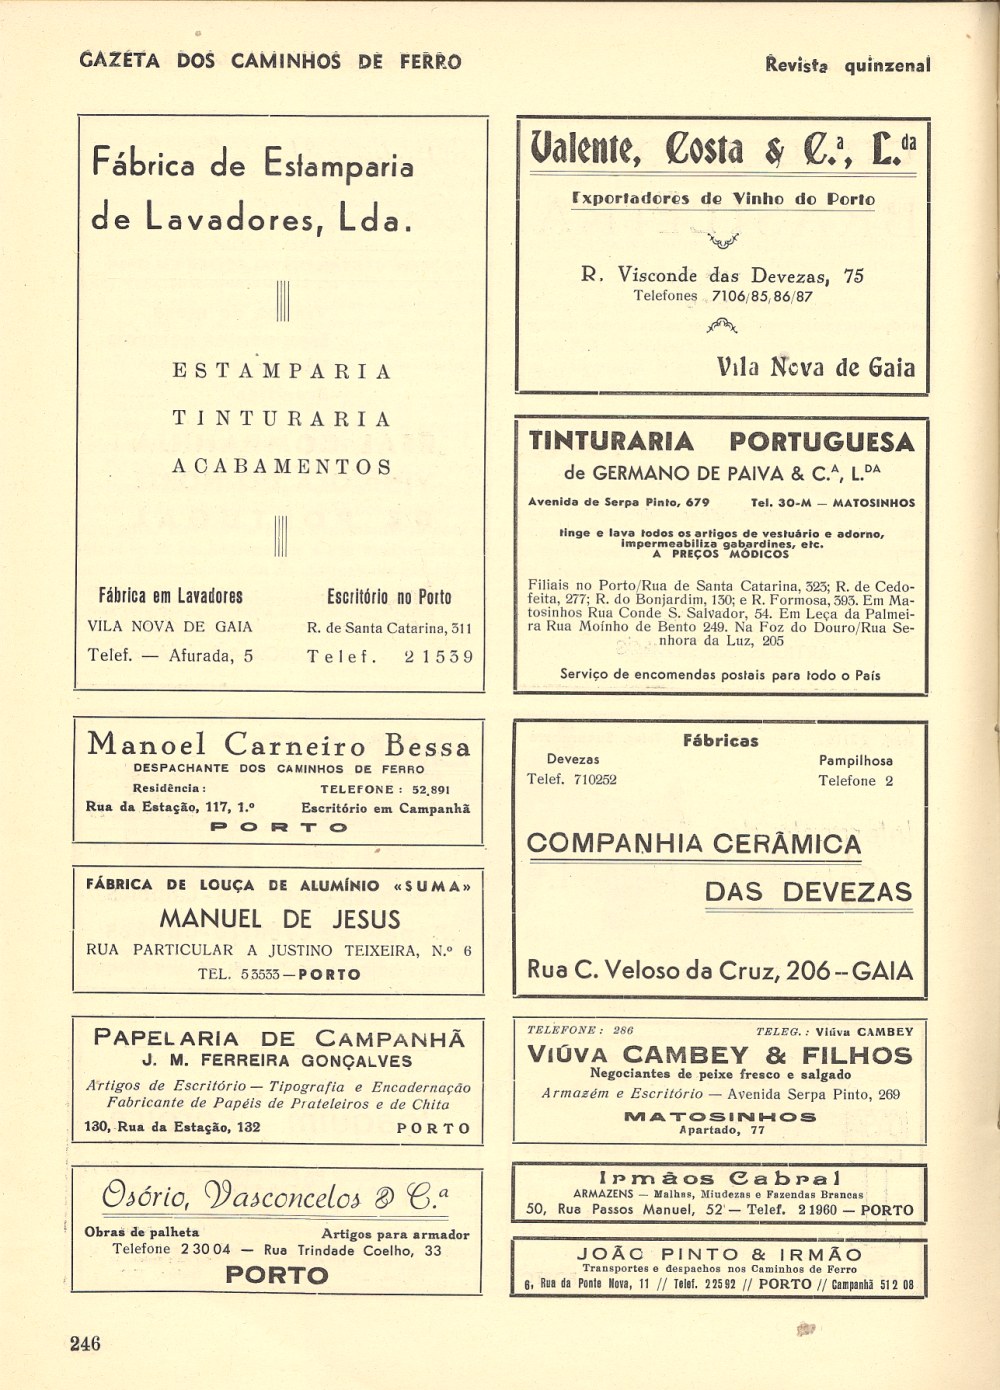 GAZETA DOS CAMINHOS DE FERRO
Revista quinzenal
Fábrica de Estamparia
de Lavadores, Lda.
ESTAMPARIA
TINTURARIA
ACABAMENTOS
Fábrica em Lavadores
VILA NOVA DE GAIA
Telef. — Afurada, 5
Escritório no Porto
R. de Santa Catarina, 311
Telef. 21539
Valente, Costa & C.ª, L.da
Exportadores de Vinho do Porto
R. Visconde das Devezas, 75
Telefones 7106/85,86/87
Vila Nova de Gaia
TINTURARIA PORTUGUESA
de GERMANO DE PAIVA & C.A, L.DA
Avenida de Serpa Pinto, 679 Tel. 30-M — MATOSINHOS
tinge e lava todos os artigos de vestuário e adorno,
impermeabiliza gabardines, etc.
A PREÇOS MÓDICOS
Filiais no Porto/Rua de Santa Catarina, 323; R. de Cedo-
feita, 277; R. do Bonjardim, 130; e R. Formosa, 393. Em Ma-
tosinhos Rua Conde S. Salvador, 54. Em Leça da Palmei-
ra Rua Moínho de Bento 249. Na Foz do Douro/Rua Se-
nhora da Luz, 205
Serviço de encomendas postais para todo o País
Manoel Carneiro Bessa
DESPACHANTE DOS CAMINHOS DE FERRO
Residência: TELEFONE: 52.891
Rua da Estação, 117, 1.º Escritório em Campanhã
PORTO
FÁBRICA DE LOUÇA DE ALUMÍNIO «SUMA»
MANUEL DE JESUS
RUA PARTICULAR A JUSTINO TEIXEIRA, N.º 6
TEL. 53533 — PORTO
PAPELARIA DE CAMPANHÃ
J. M. FERREIRA GONÇALVES
Artigos de Escritório — Tipografia e Encadernação
Fabricante de Papéis de Prateleiros e de Chita
130, Rua da Estação, 132 PORTO
Osório, Vasconcelos & C.ª
Obras de palheta Artigos para armador
Telefone 23004 — Rua Trindade Coelho, 33
PORTO
Fábricas
Devezas Pampilhosa
Telef. 710252 Telefone 2
COMPANHIA CERÂMICA
DAS DEVEZAS
Rua C. Veloso da Cruz, 206 -- GAIA
TELEFONE: 286 TELEG.: Viúva CAMBEY
VIÚVA CAMBEY & FILHOS
Negociantes de peixe fresco e salgado
Armazém e Escritório — Avenida Serpa Pinto, 269
MATOSINHOS
Apartado, 77
Irmãos Cabral
ARMAZENS — Malhas, Miudezas e Fazendas Brancas
50, Rua Passos Manuel, 52 — Telef. 21960 — PORTO
JOÃO PINTO & IRMÃO
Transportes e despachos nos Caminhos de Ferro
6, Rua da Ponte Nova, 11 // Telef. 22592 // PORTO // Campanhã 51208
246